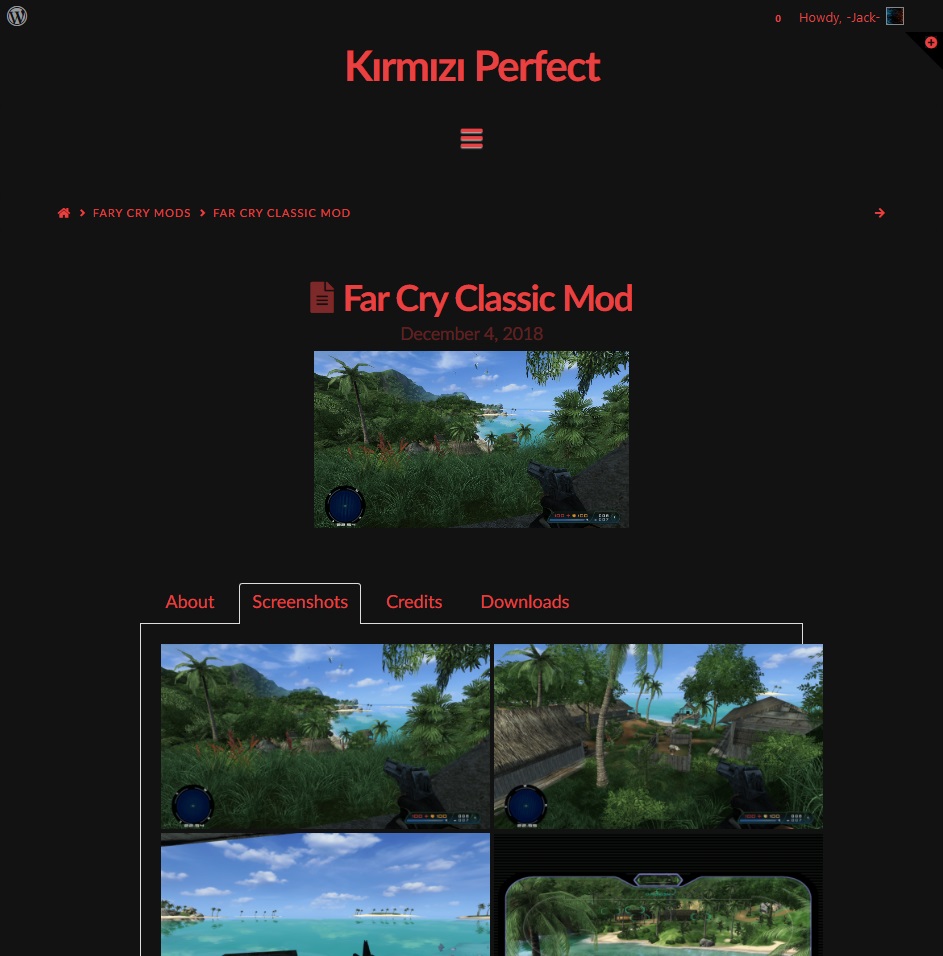 0 Howdy, -Jack-
Kırmızı Perfect
FARY CRY MODS FAR CRY CLASSIC MOD
Far Cry Classic Mod
December 4, 2018
About Screenshots Credits Downloads